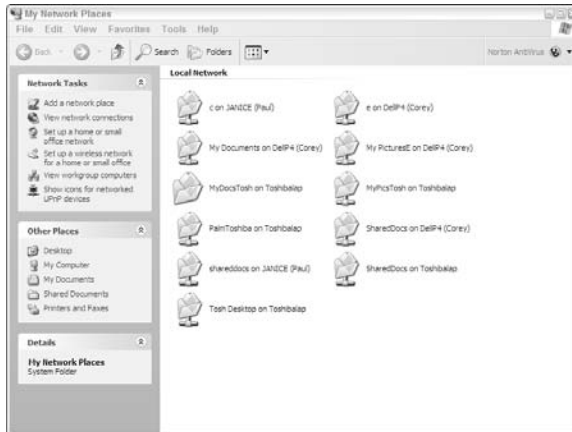 My Network Places
File Edit View Favorites Tools Help
Back Search Folders Norton AntiVirus
Network Tasks
Add a network place
View network connections
Set up a home or small
office network
Set up a wireless network
for a home or small office
View workgroup computers
Show icons for networked
UPnP devices
Other Places
Desktop
My Computer
My Documents
Shared Documents
Printers and Faxes
Details
My Network Places
System Folder
Local Network
c on JANICE (Paul)
e on DellP4 (Corey)
My Documents on DellP4 (Corey)
My PicturesE on DellP4 (Corey)
MyDocsTosh on Toshibalap
MyPicsTosh on Toshibalap
PalmToshiba on Toshibalap
SharedDocs on DellP4 (Corey)
shareddocs on JANICE (Paul)
SharedDocs on Toshibalap
Tosh Desktop on Toshibalap